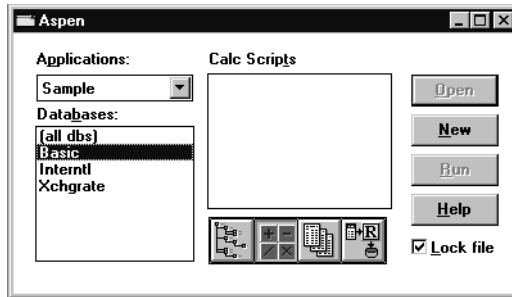 Aspen
Applications:
Sample
Databases:
(all dbs)
Basic
Interntl
Xchgrate
Calc Scripts
R
Open
New
Run
Help
Lock file